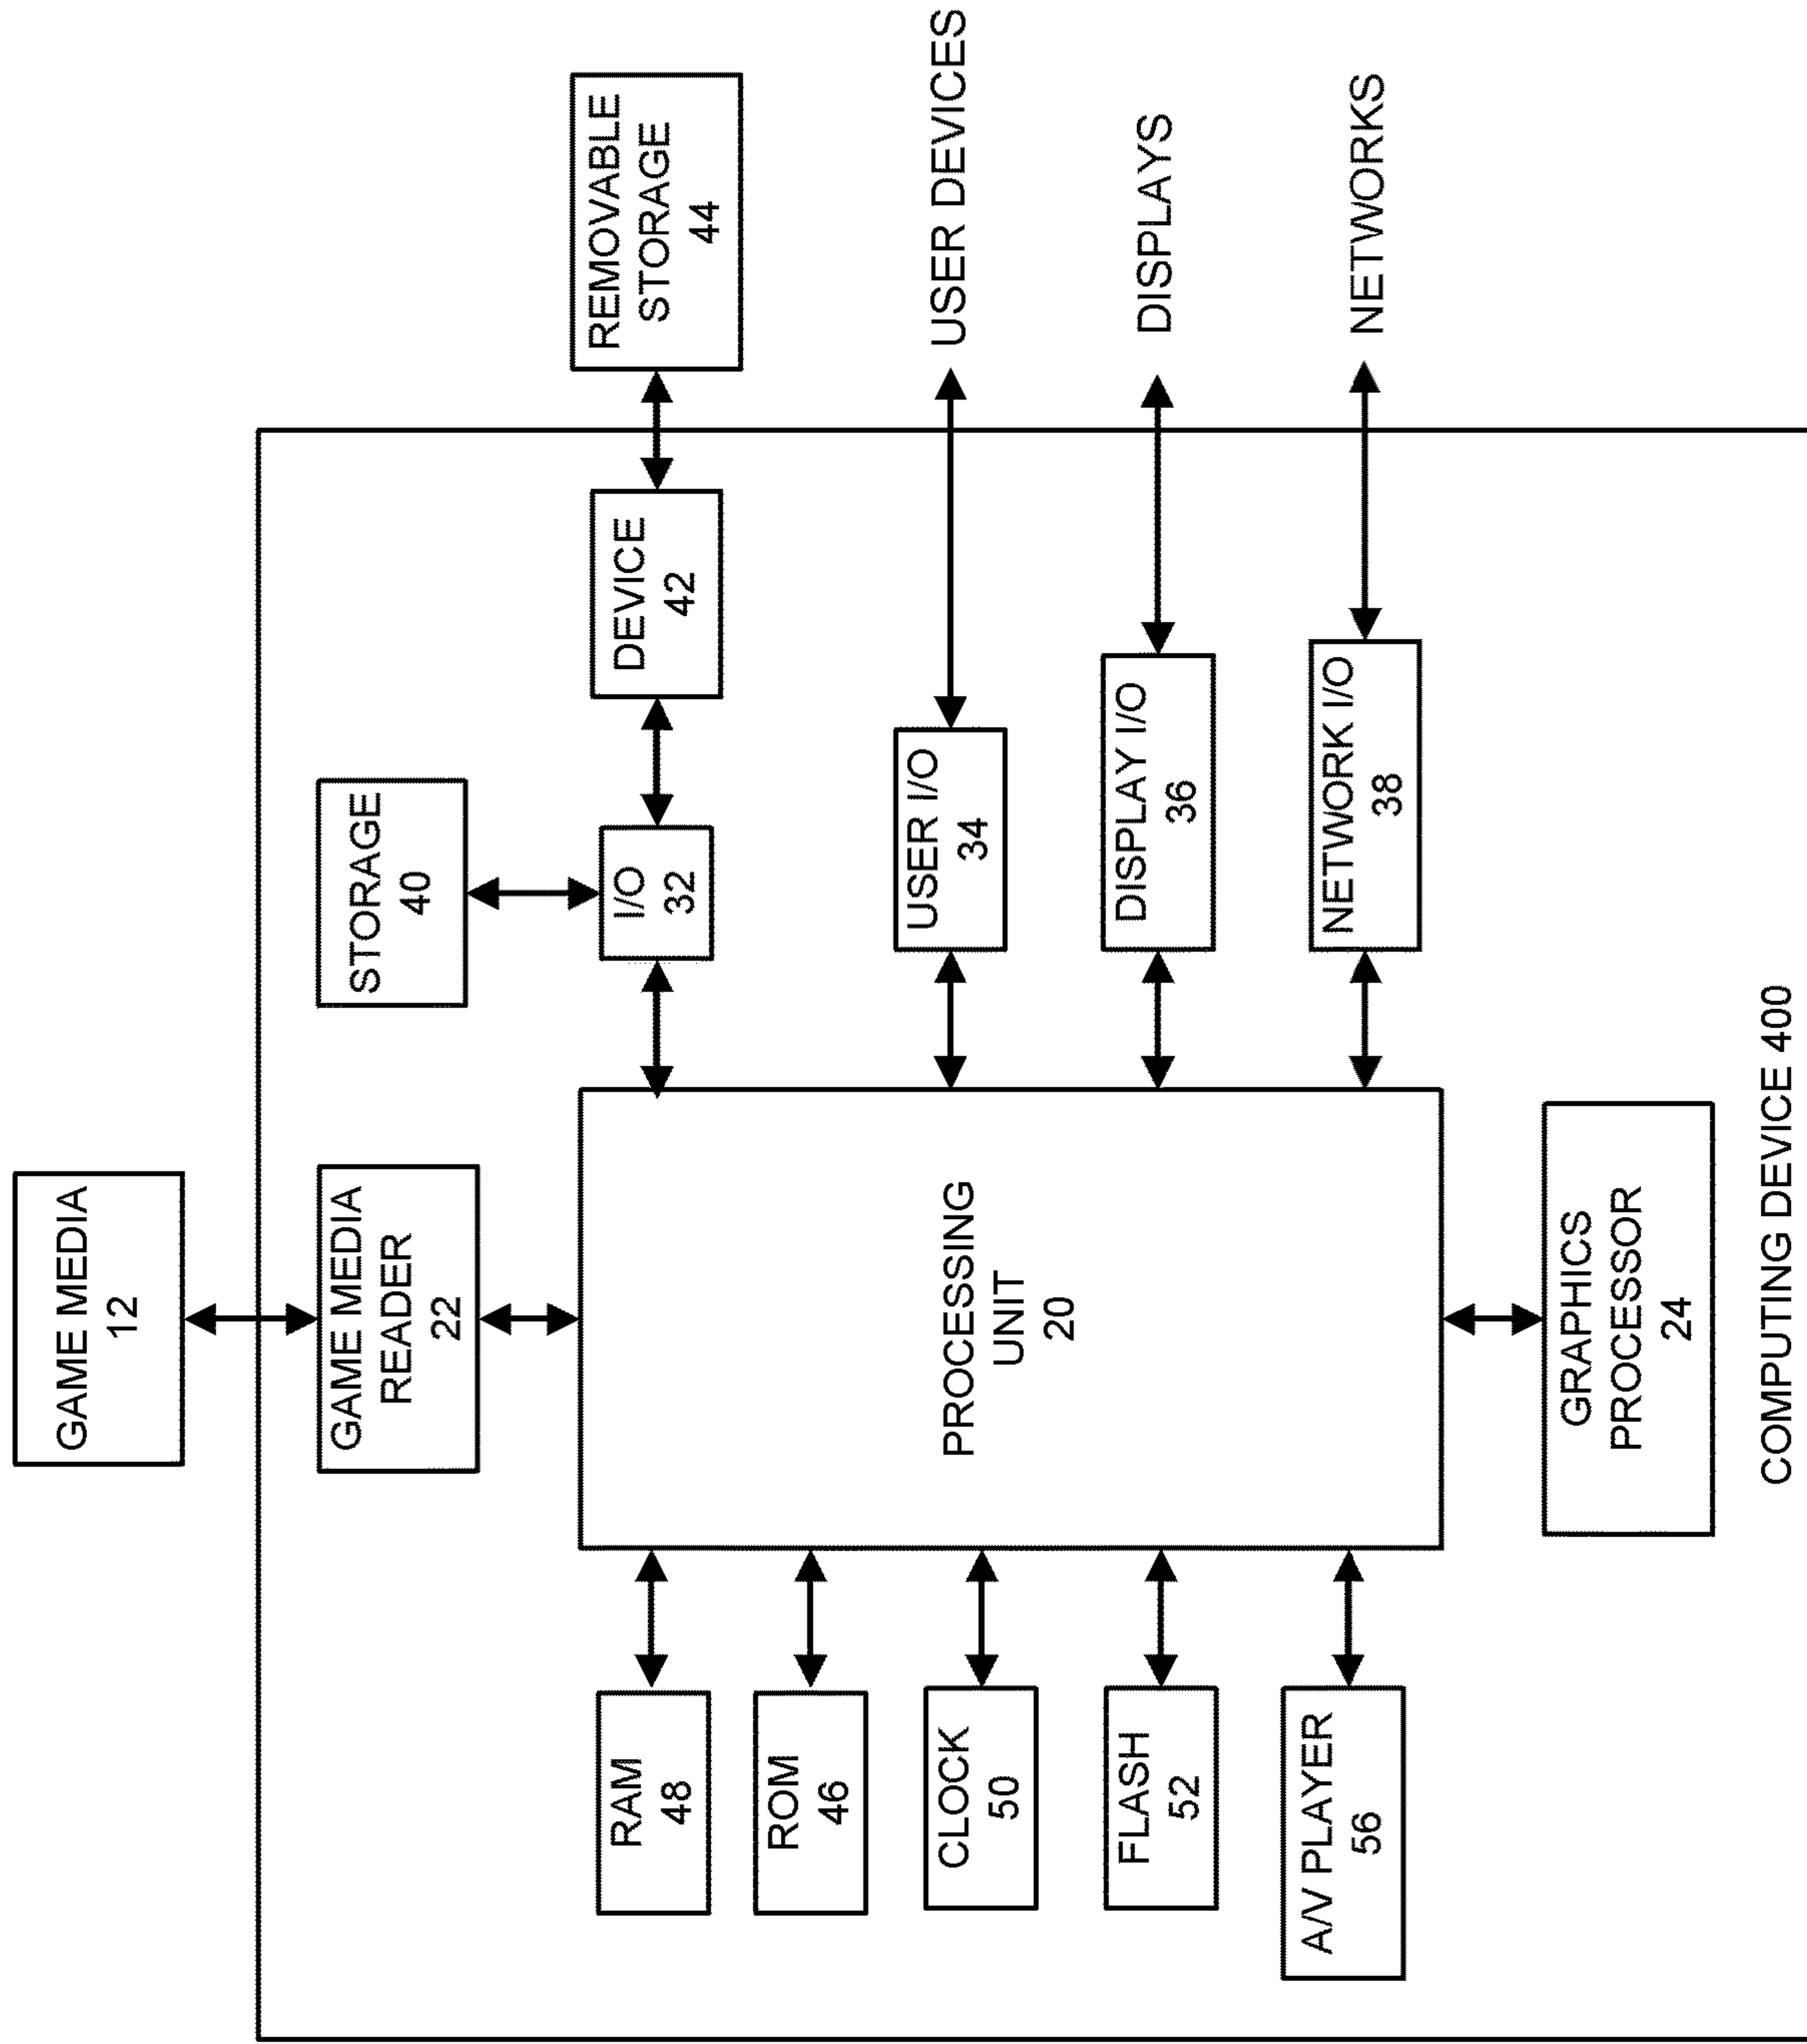 GAME MEDIA
12
GAME MEDIA
READER
22
STORAGE
40
I/O
32
DEVICE
42
REMOVABLE
STORAGE
44
RAM
48
ROM
46
CLOCK
50
FLASH
52
A/V PLAYER
56
PROCESSING
UNIT
20
USER I/O
34
USER DEVICES
DISPLAY I/O
36
DISPLAYS
NETWORK I/O
38
NETWORKS
GRAPHICS
PROCESSOR
24
COMPUTING DEVICE 400